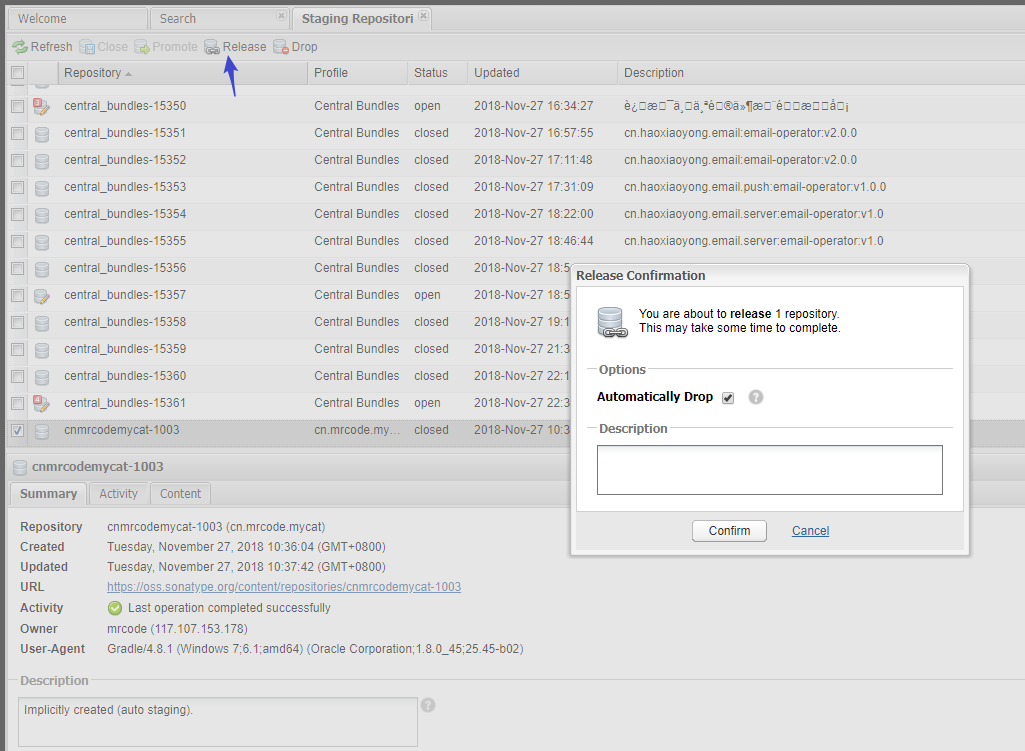 Welcome Search Staging Repositori
Refresh Close Promote Release Drop
Repository Profile Status Updated Description
central_bundles-15350 Central Bundles open 2018-Nov-27 16:34:27
central_bundles-15351 Central Bundles closed 2018-Nov-27 16:57:55 cn.haoxiaoyong.email:email-operator:v2.0.0
central_bundles-15352 Central Bundles closed 2018-Nov-27 17:11:48 cn.haoxiaoyong.email:email-operator:v2.0.0
central_bundles-15353 Central Bundles closed 2018-Nov-27 17:31:09 cn.haoxiaoyong.email.push:email-operator:v1.0.0
central_bundles-15354 Central Bundles closed 2018-Nov-27 18:22:00 cn.haoxiaoyong.email.server:email-operator:v1.0
central_bundles-15355 Central Bundles closed 2018-Nov-27 18:46:44 cn.haoxiaoyong.email.server:email-operator:v1.0
central_bundles-15356 Central Bundles closed 2018-Nov-27 18:5
central_bundles-15357 Central Bundles open 2018-Nov-27 18:5
central_bundles-15358 Central Bundles closed 2018-Nov-27 19:1
central_bundles-15359 Central Bundles closed 2018-Nov-27 21:3
central_bundles-15360 Central Bundles closed 2018-Nov-27 22:1
central_bundles-15361 Central Bundles open 2018-Nov-27 22:3
cnmrcodemycat-1003 cn.mrcode.my... closed 2018-Nov-27 10:3
Release Confirmation
You are about to release 1 repository.
This may take some time to complete.
Options
Automatically Drop
Description
Confirm Cancel
cnmrcodemycat-1003
Summary Activity Content
Repository cnmrcodemycat-1003 (cn.mrcode.mycat)
Created Tuesday, November 27, 2018 10:36:04 (GMT+0800)
Updated Tuesday, November 27, 2018 10:37:42 (GMT+0800)
URL https://oss.sonatype.org/content/repositories/cnmrcodemycat-1003
Activity Last operation completed successfully
Owner mrcode (117.107.153.178)
User-Agent Gradle/4.8.1 (Windows 7;6.1;amd64) (Oracle Corporation;1.8.0_45;25.45-b02)
Description
Implicitly created (auto staging).